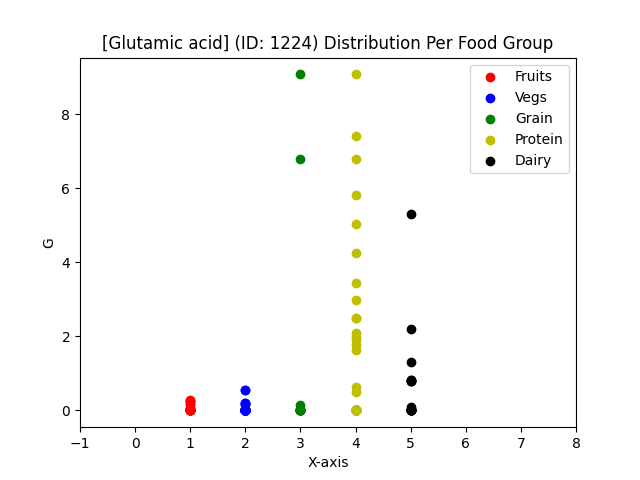 [Glutamic acid] (ID: 1224) Distribution Per Food Group
Fruits
Vegs
Grain
Protein
Dairy
G
8
6
4
2
0
−1 0 1 2 3 4 5 6 7 8
X-axis